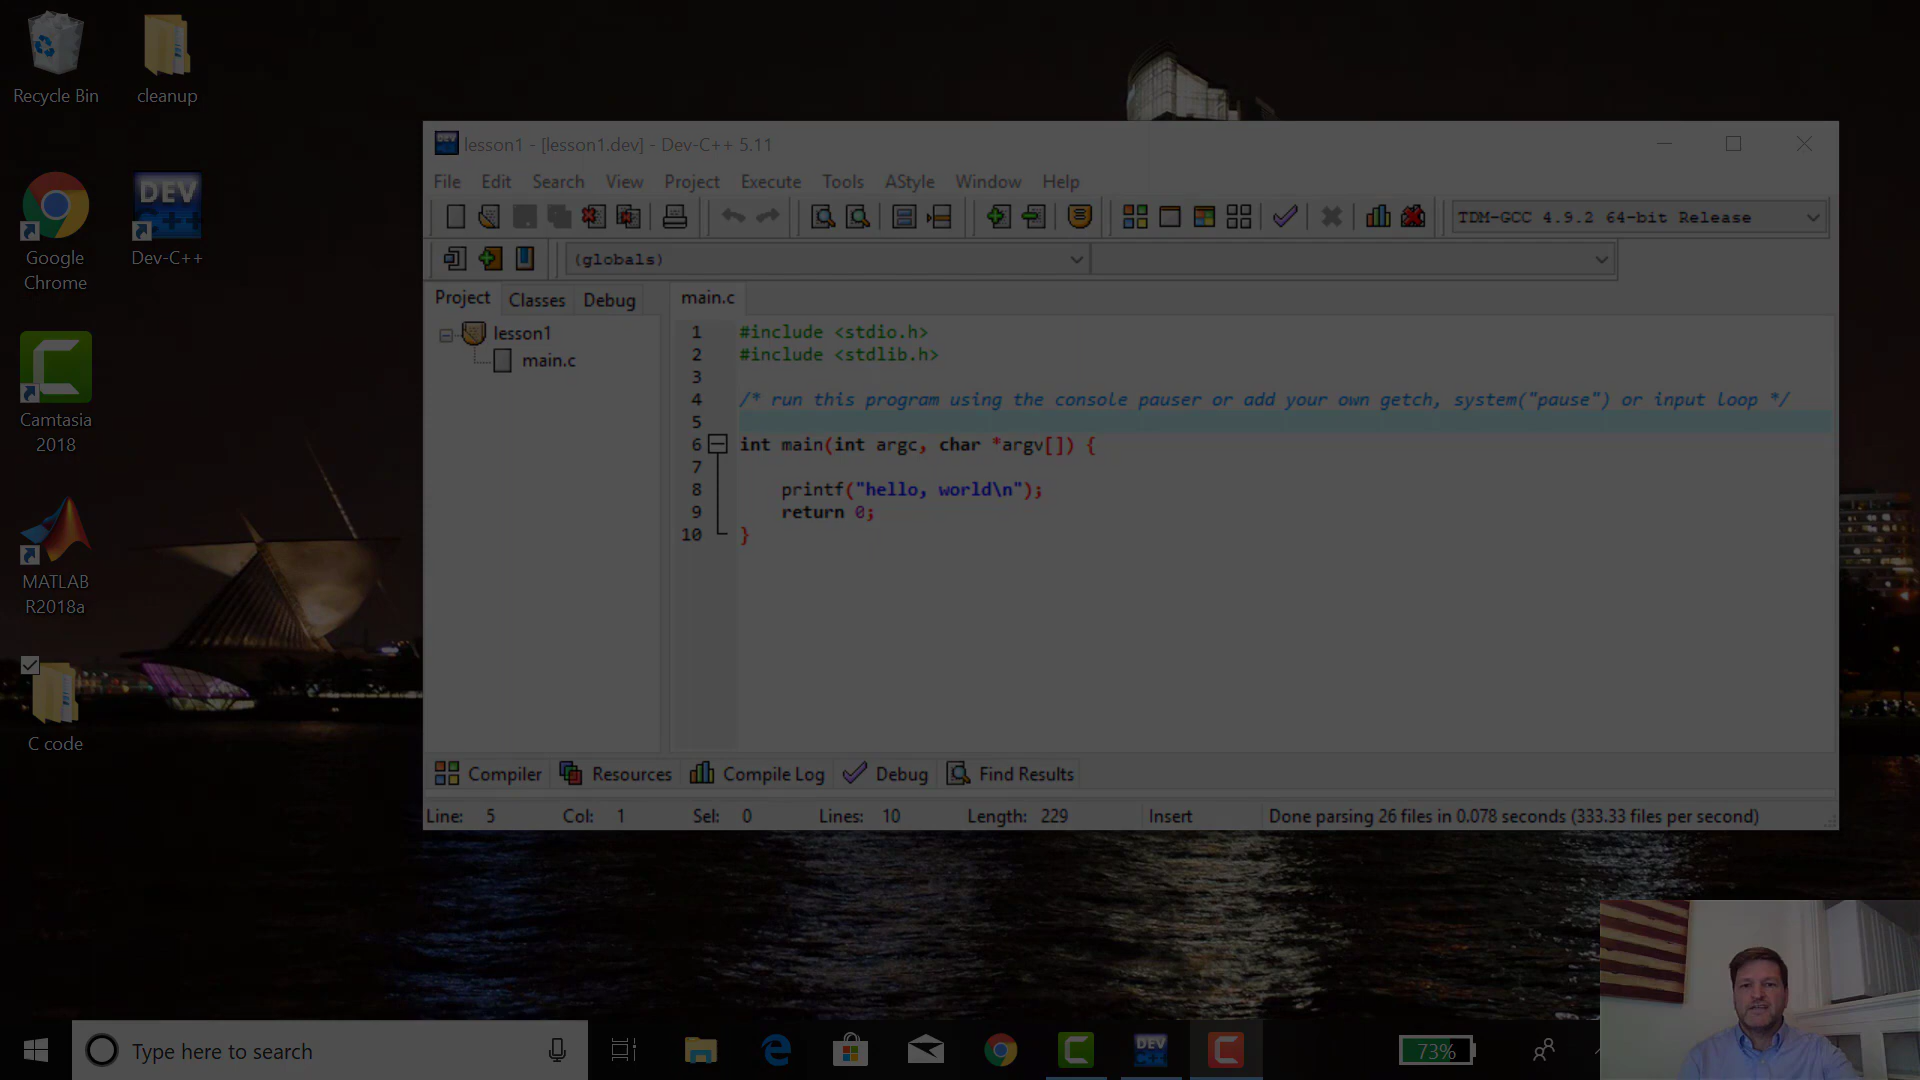 Recycle Bin
cleanup
Google
Chrome
DEV
C++
Dev-C++
Camtasia
2018
MATLAB
R2018a
C code
lesson1 - [lesson1.dev] - Dev-C++ 5.11
File Edit Search View Project Execute Tools AStyle Window Help
TDM-GCC 4.9.2 64-bit Release
(globals)
Project Classes Debug
main.c
lesson1
main.c
1 #include <stdio.h>
2 #include <stdlib.h>
3
4 /* run this program using the console pauser or add your own getch, system("pause") or input loop */
5
6 int main(int argc, char *argv[]) {
7
8 printf("hello, world\n");
9 return 0;
10 }
Compiler Resources Compile Log Debug Find Results
Line: 5 Col: 1 Sel: 0 Lines: 10 Length: 229 Insert Done parsing 26 files in 0.078 seconds (333.33 files per second)
Type here to search
DEV
C++
73%